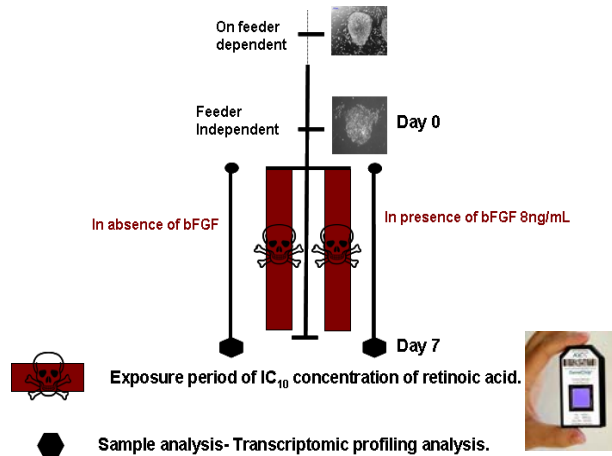 On feeder
dependent
Feeder
Independent
Day 0
In absence of bFGF
In presence of bFGF 8ng/mL
Day 7
Exposure period of IC10 concentration of retinoic acid.
Sample analysis- Transcriptomic profiling analysis.